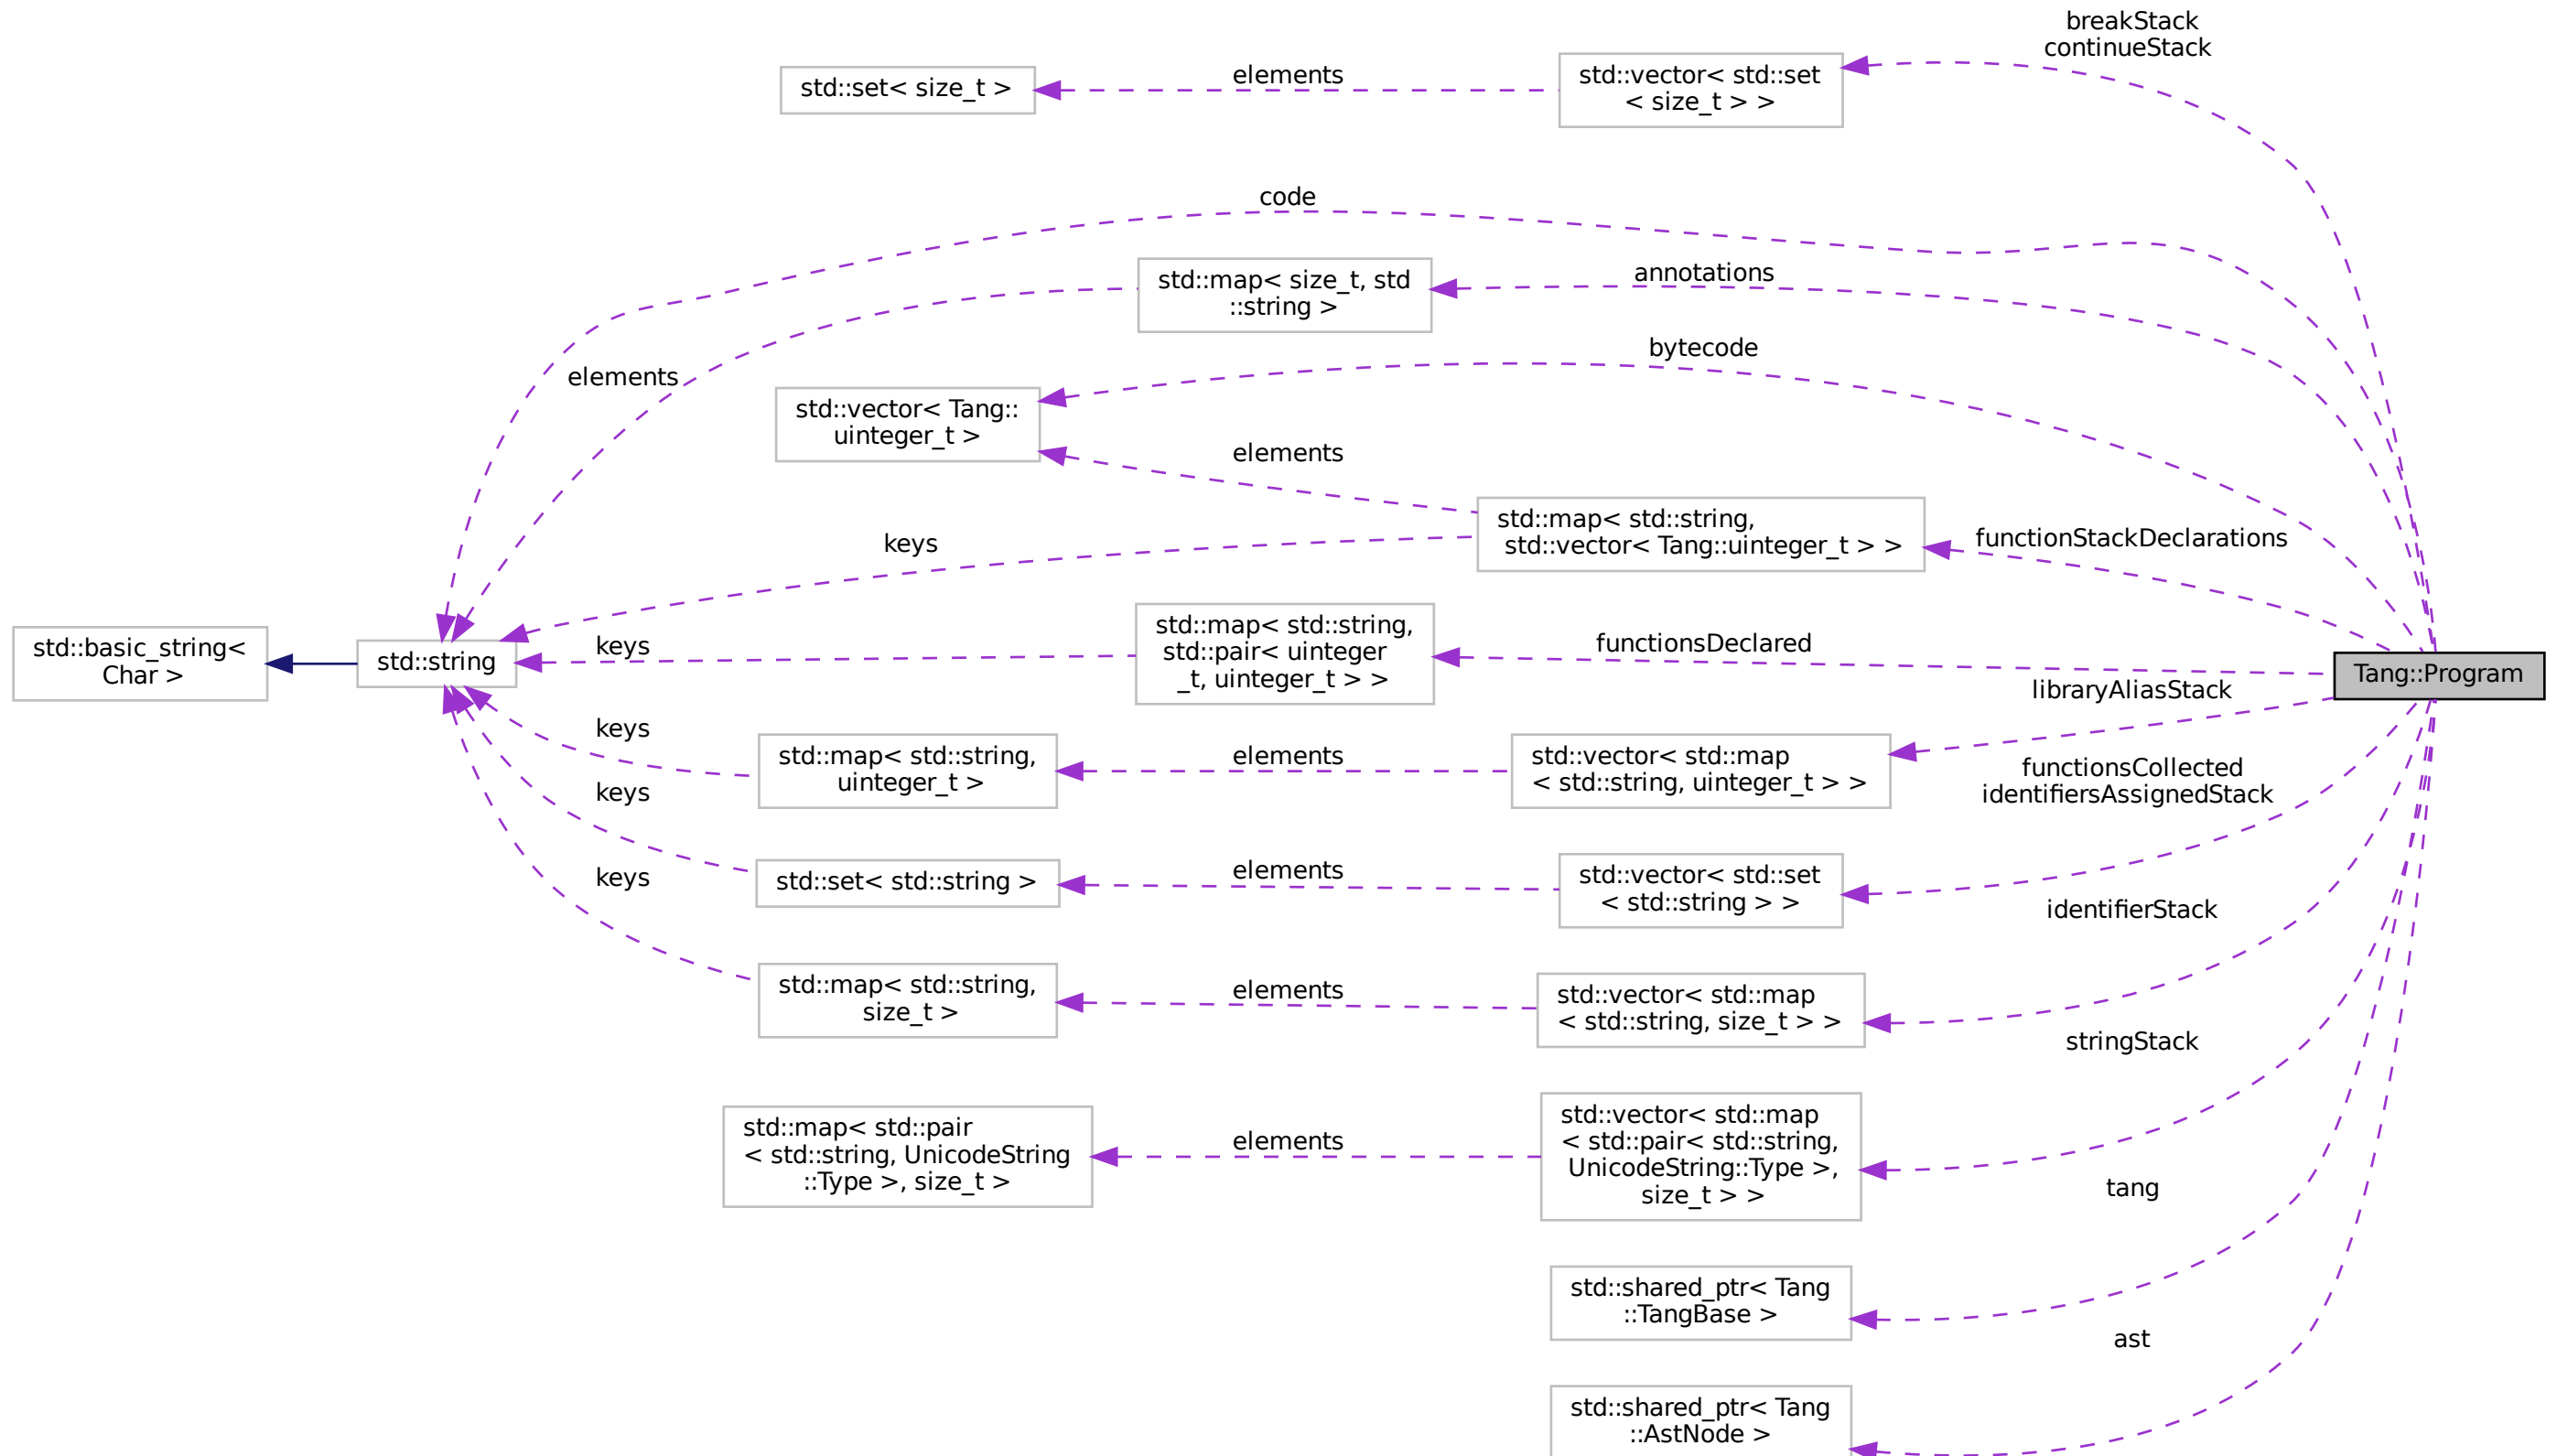 breakStack
continueStack
std::set< size_t >
elements
std::vector< std::set
< size_t > >
code
std::map< size_t, std
::string >
annotations
elements
bytecode
std::vector< Tang::
uinteger_t >
elements
std::map< std::string,
std::vector< Tang::uinteger_t > >
functionStackDeclarations
keys
std::basic_string<
Char >
std::string
keys
std::map< std::string,
std::pair< uinteger
_t, uinteger_t > >
functionsDeclared
Tang::Program
libraryAliasStack
keys
std::map< std::string,
uinteger_t >
elements
std::vector< std::map
< std::string, uinteger_t > >
functionsCollected
identifiersAssignedStack
keys
std::set< std::string >
elements
std::vector< std::set
< std::string > >
keys
identifierStack
std::map< std::string,
size_t >
elements
std::vector< std::map
< std::string, size_t > >
stringStack
std::map< std::pair
< std::string, UnicodeString
::Type >, size_t >
elements
std::vector< std::map
< std::pair< std::string,
UnicodeString::Type >,
size_t > >
tang
std::shared_ptr< Tang
::TangBase >
ast
std::shared_ptr< Tang
::AstNode >